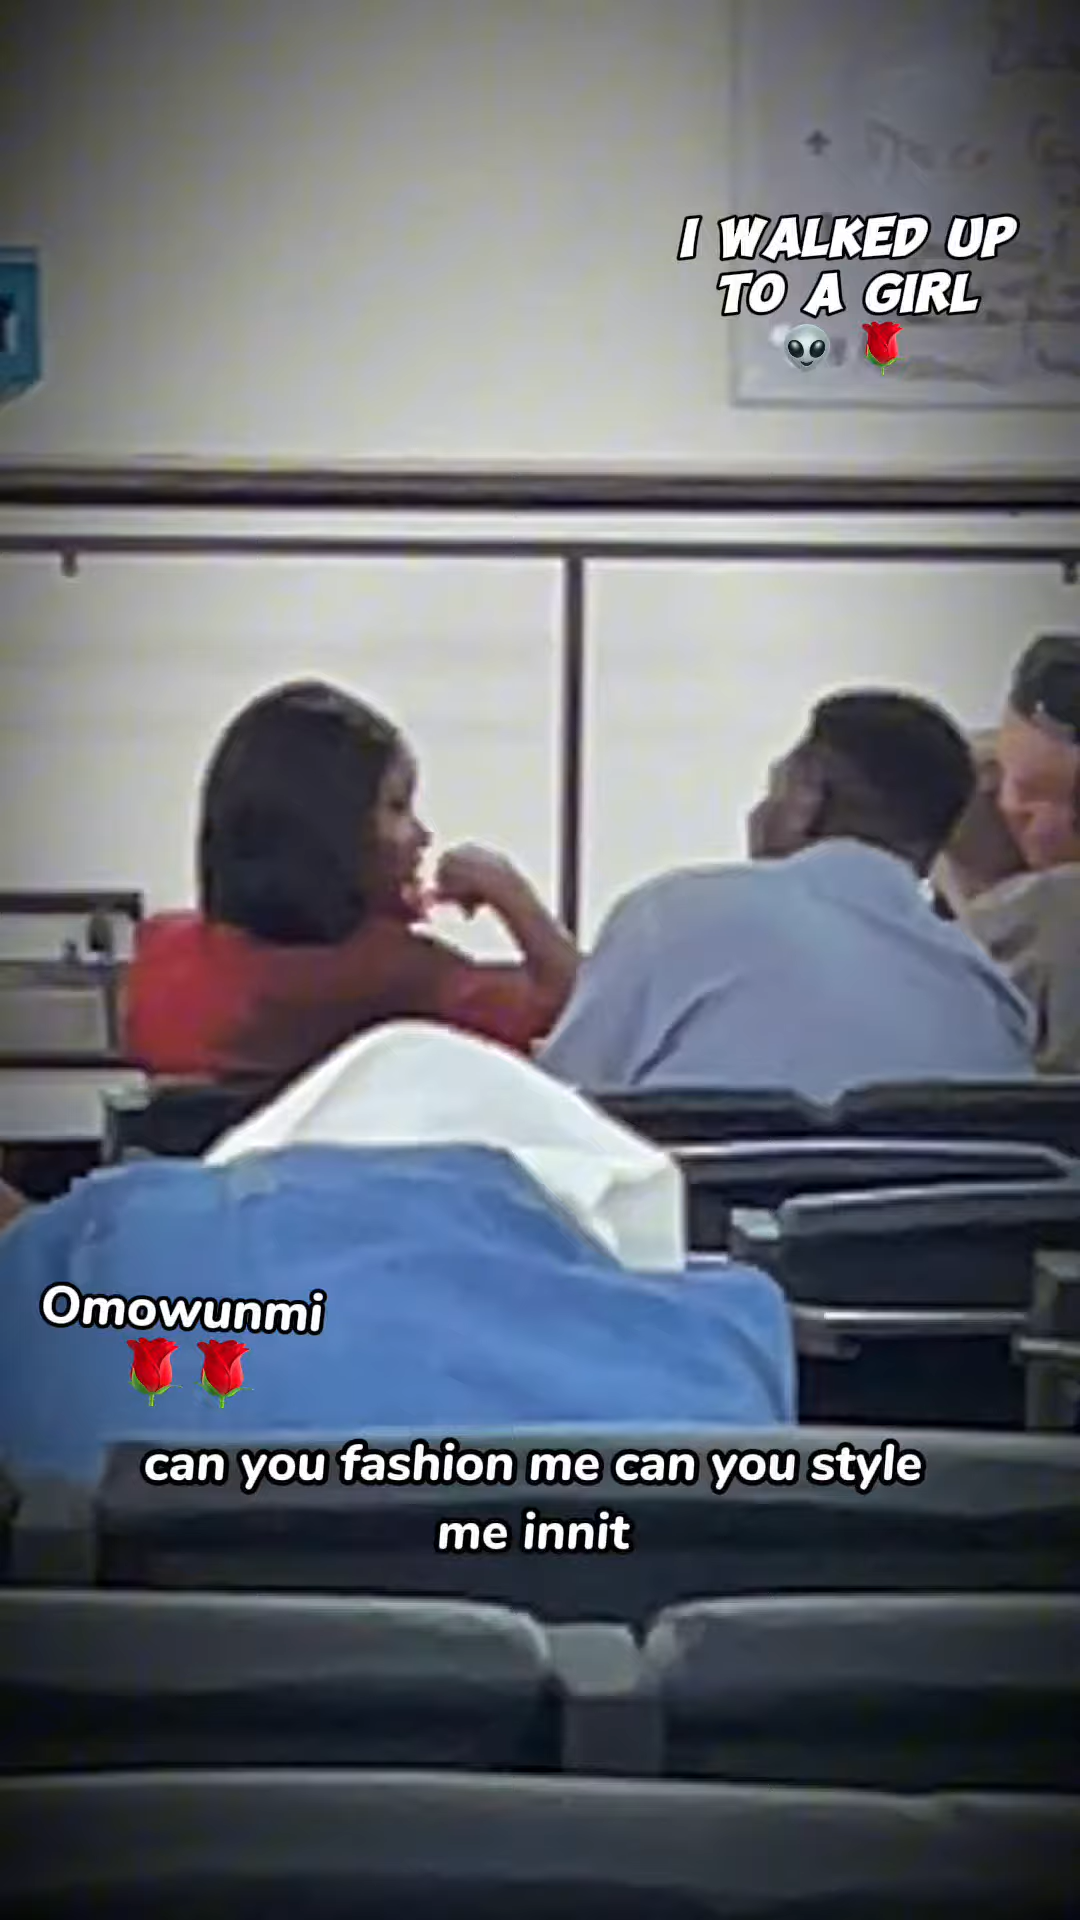 I WALKED UP
TO A GIRL
👽 🌹
Omowunmi
🌹🌹
can you fashion me can you style
me innit